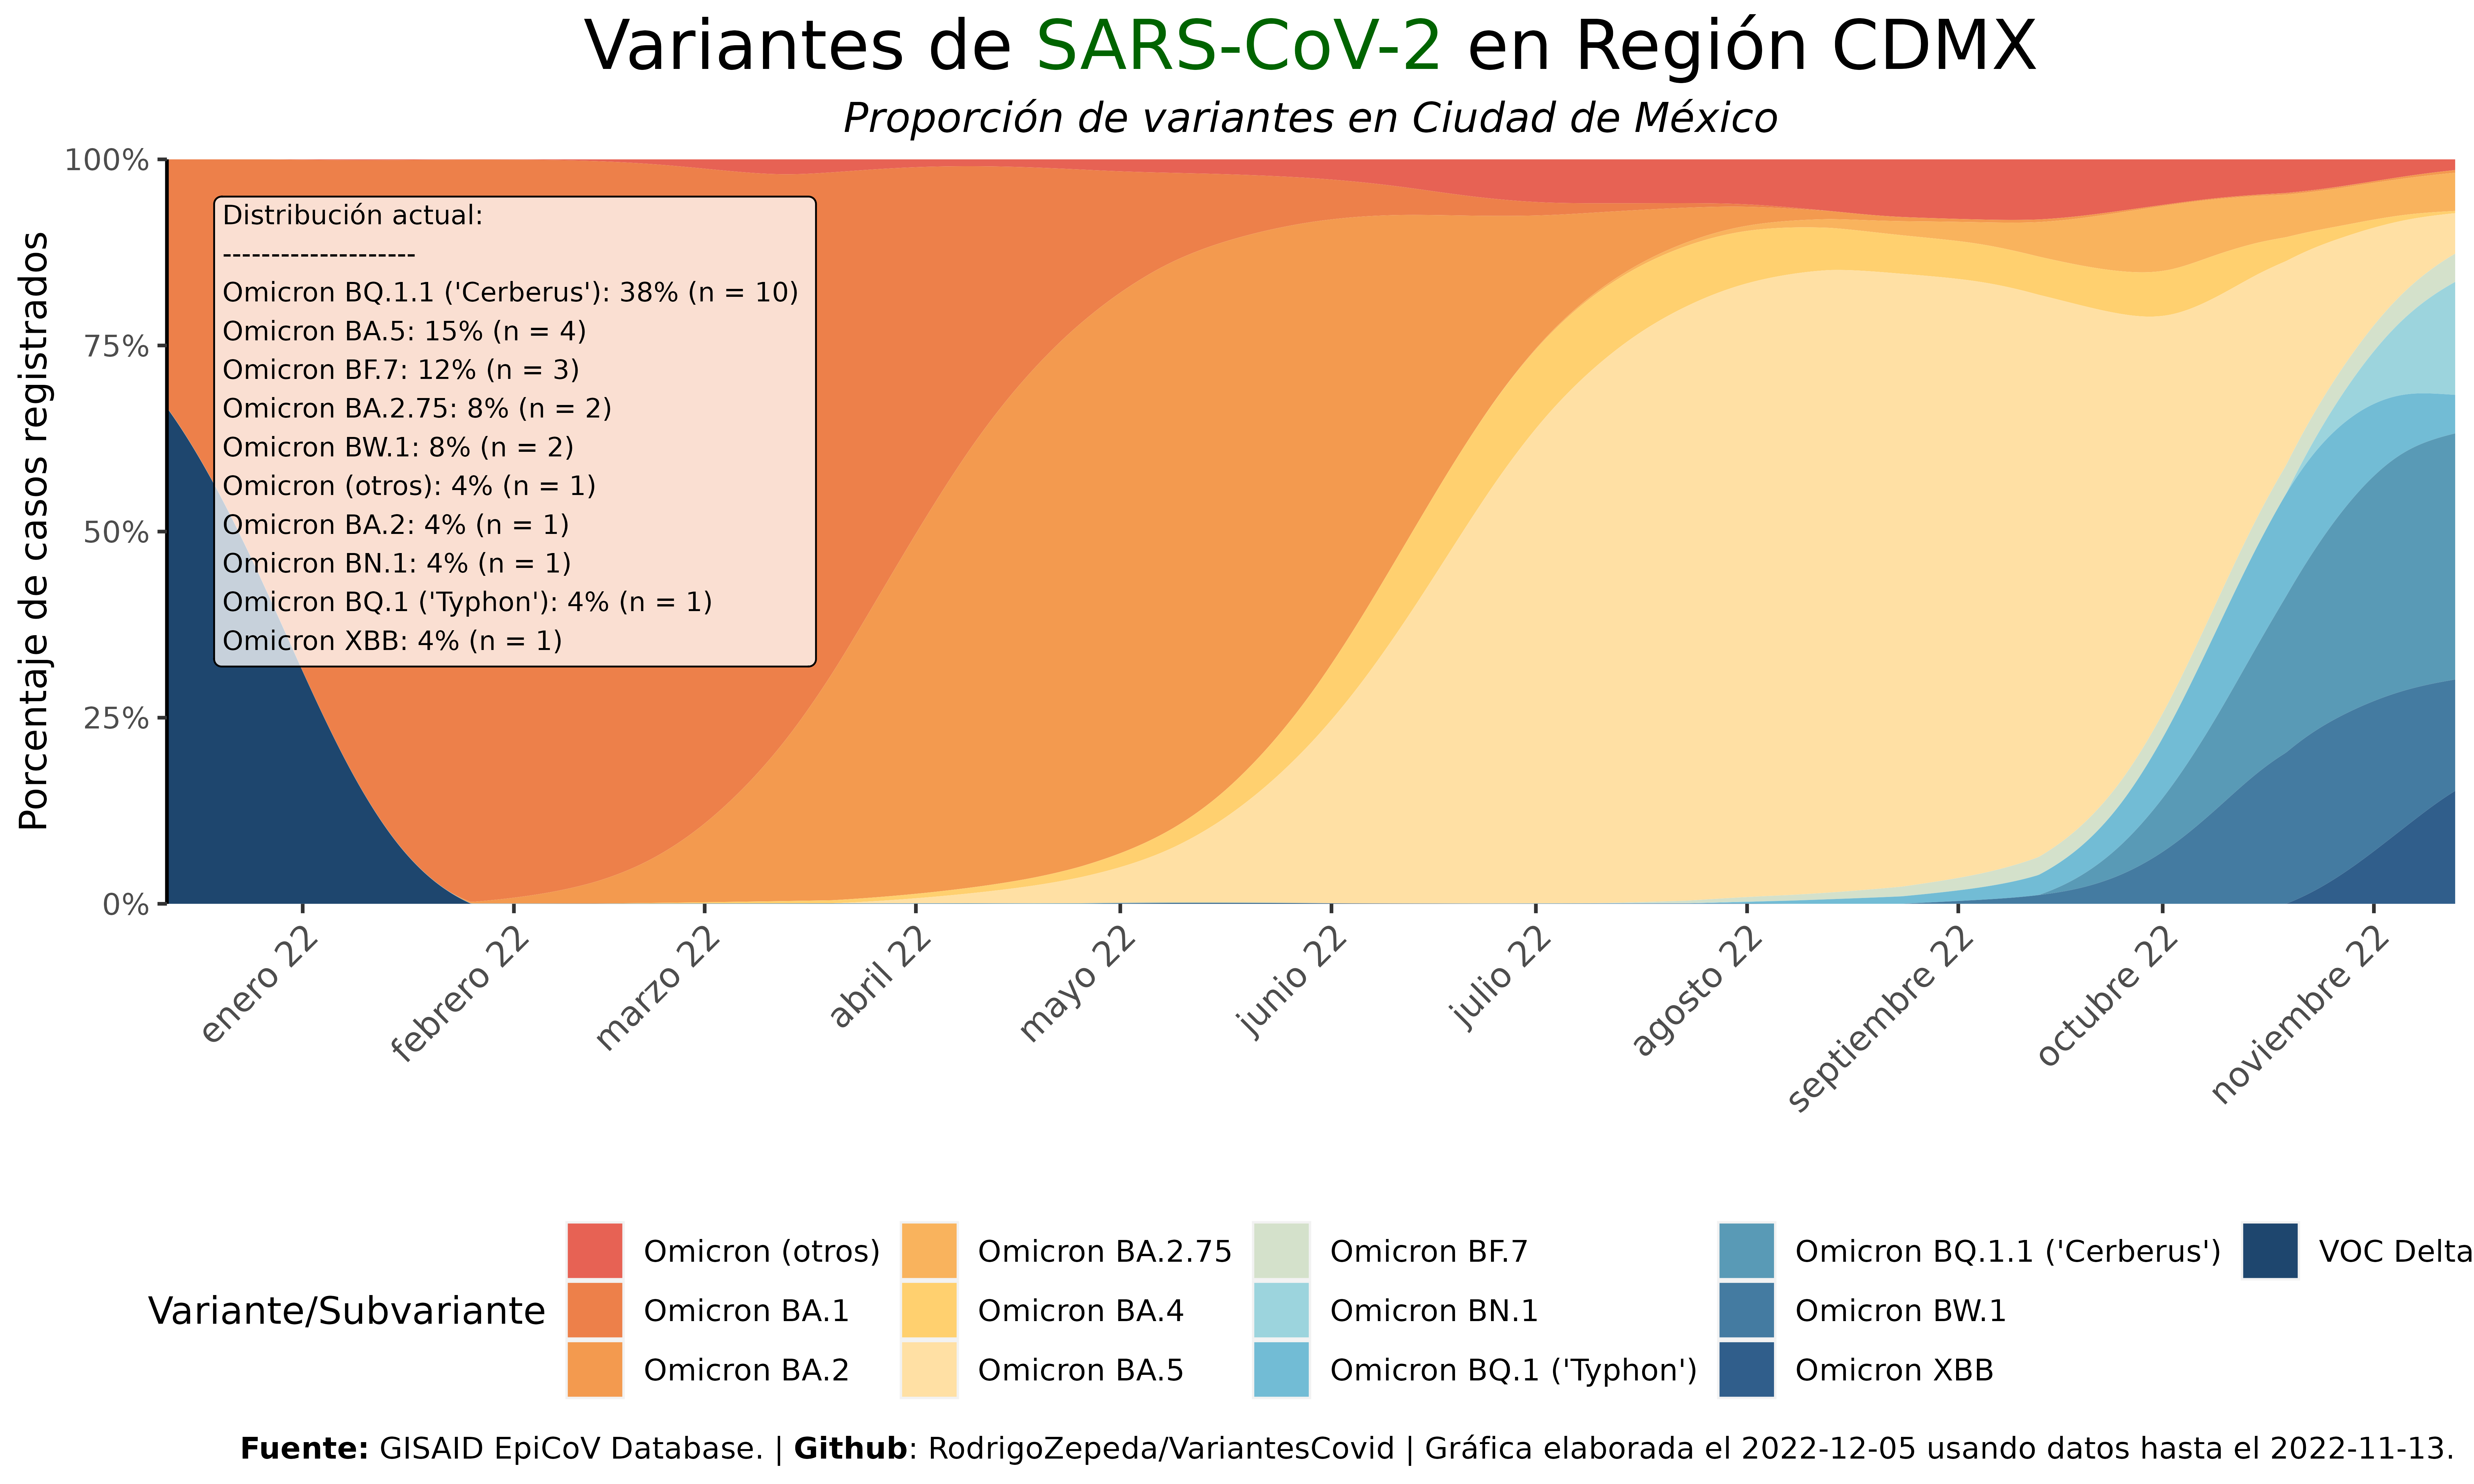 Variantes de SARS-CoV-2 en Región CDMX
Proporción de variantes en Ciudad de México
Porcentaje de casos registrados
100%
75%
50%
25%
0%
Distribución actual:
--------------------
Omicron BQ.1.1 ('Cerberus'): 38% (n = 10)
Omicron BA.5: 15% (n = 4)
Omicron BF.7: 12% (n = 3)
Omicron BA.2.75: 8% (n = 2)
Omicron BW.1: 8% (n = 2)
Omicron (otros): 4% (n = 1)
Omicron BA.2: 4% (n = 1)
Omicron BN.1: 4% (n = 1)
Omicron BQ.1 ('Typhon'): 4% (n = 1)
Omicron XBB: 4% (n = 1)
enero 22
febrero 22
marzo 22
abril 22
mayo 22
junio 22
julio 22
agosto 22
septiembre 22
octubre 22
noviembre 22
Variante/Subvariante
Omicron (otros)
Omicron BA.1
Omicron BA.2
Omicron BA.2.75
Omicron BA.4
Omicron BA.5
Omicron BF.7
Omicron BN.1
Omicron BQ.1 ('Typhon')
Omicron BQ.1.1 ('Cerberus')
Omicron BW.1
Omicron XBB
VOC Delta
Fuente: GISAID EpiCoV Database. | Github: RodrigoZepeda/VariantesCovid | Gráfica elaborada el 2022-12-05 usando datos hasta el 2022-11-13.